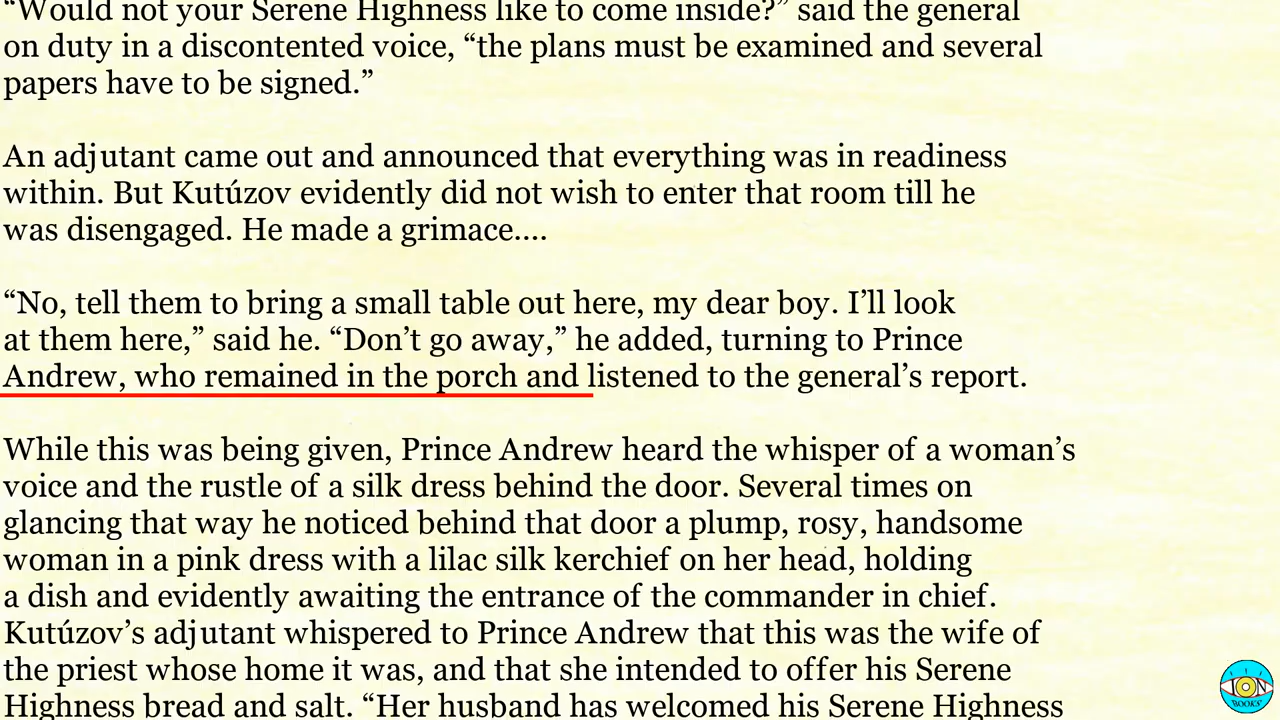 “Would not your Serene Highness like to come inside?” said the general
on duty in a discontented voice, “the plans must be examined and several
papers have to be signed.”
An adjutant came out and announced that everything was in readiness
within. But Kutúzov evidently did not wish to enter that room till he
was disengaged. He made a grimace....
“No, tell them to bring a small table out here, my dear boy. I’ll look
at them here,” said he. “Don’t go away,” he added, turning to Prince
Andrew, who remained in the porch and listened to the general’s report.
While this was being given, Prince Andrew heard the whisper of a woman’s
voice and the rustle of a silk dress behind the door. Several times on
glancing that way he noticed behind that door a plump, rosy, handsome
woman in a pink dress with a lilac silk kerchief on her head, holding
a dish and evidently awaiting the entrance of the commander in chief.
Kutúzov’s adjutant whispered to Prince Andrew that this was the wife of
the priest whose home it was, and that she intended to offer his Serene
Highness bread and salt. “Her husband has welcomed his Serene Highness
ION
BOOKS